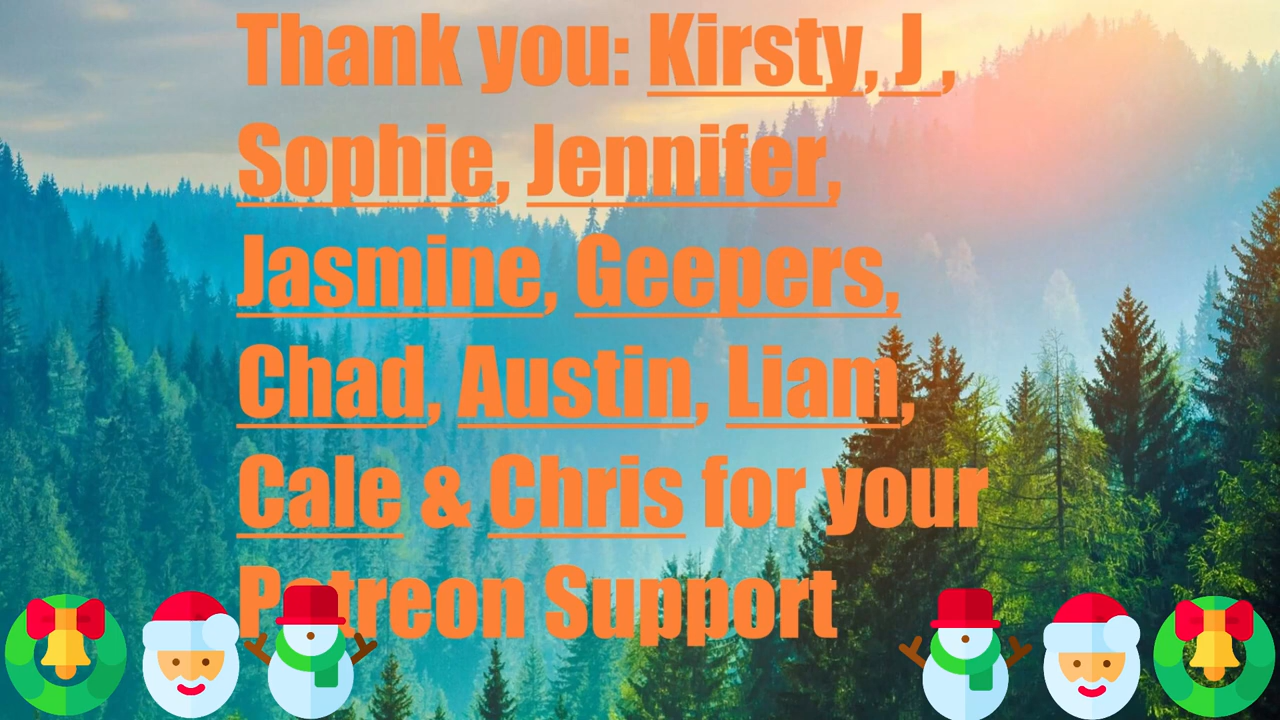 Thank you: Kirsty, J ,
Sophie, Jennifer,
Jasmine, Geepers,
Chad, Austin, Liam,
Cale & Chris for your
Patreon Support